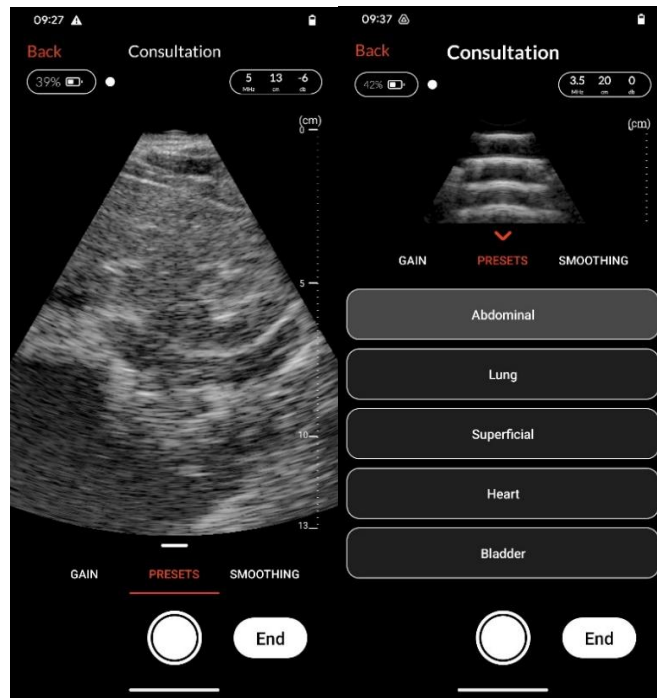 09:27
Back Consultation
39%
5 13 -6
MHz cm db
(cm)
0
5
10
13
GAIN PRESETS SMOOTHING
End
09:37
Back Consultation
42%
3.5 20 0
MHz cm db
(cm)
GAIN PRESETS SMOOTHING
Abdominal
Lung
Superficial
Heart
Bladder
End